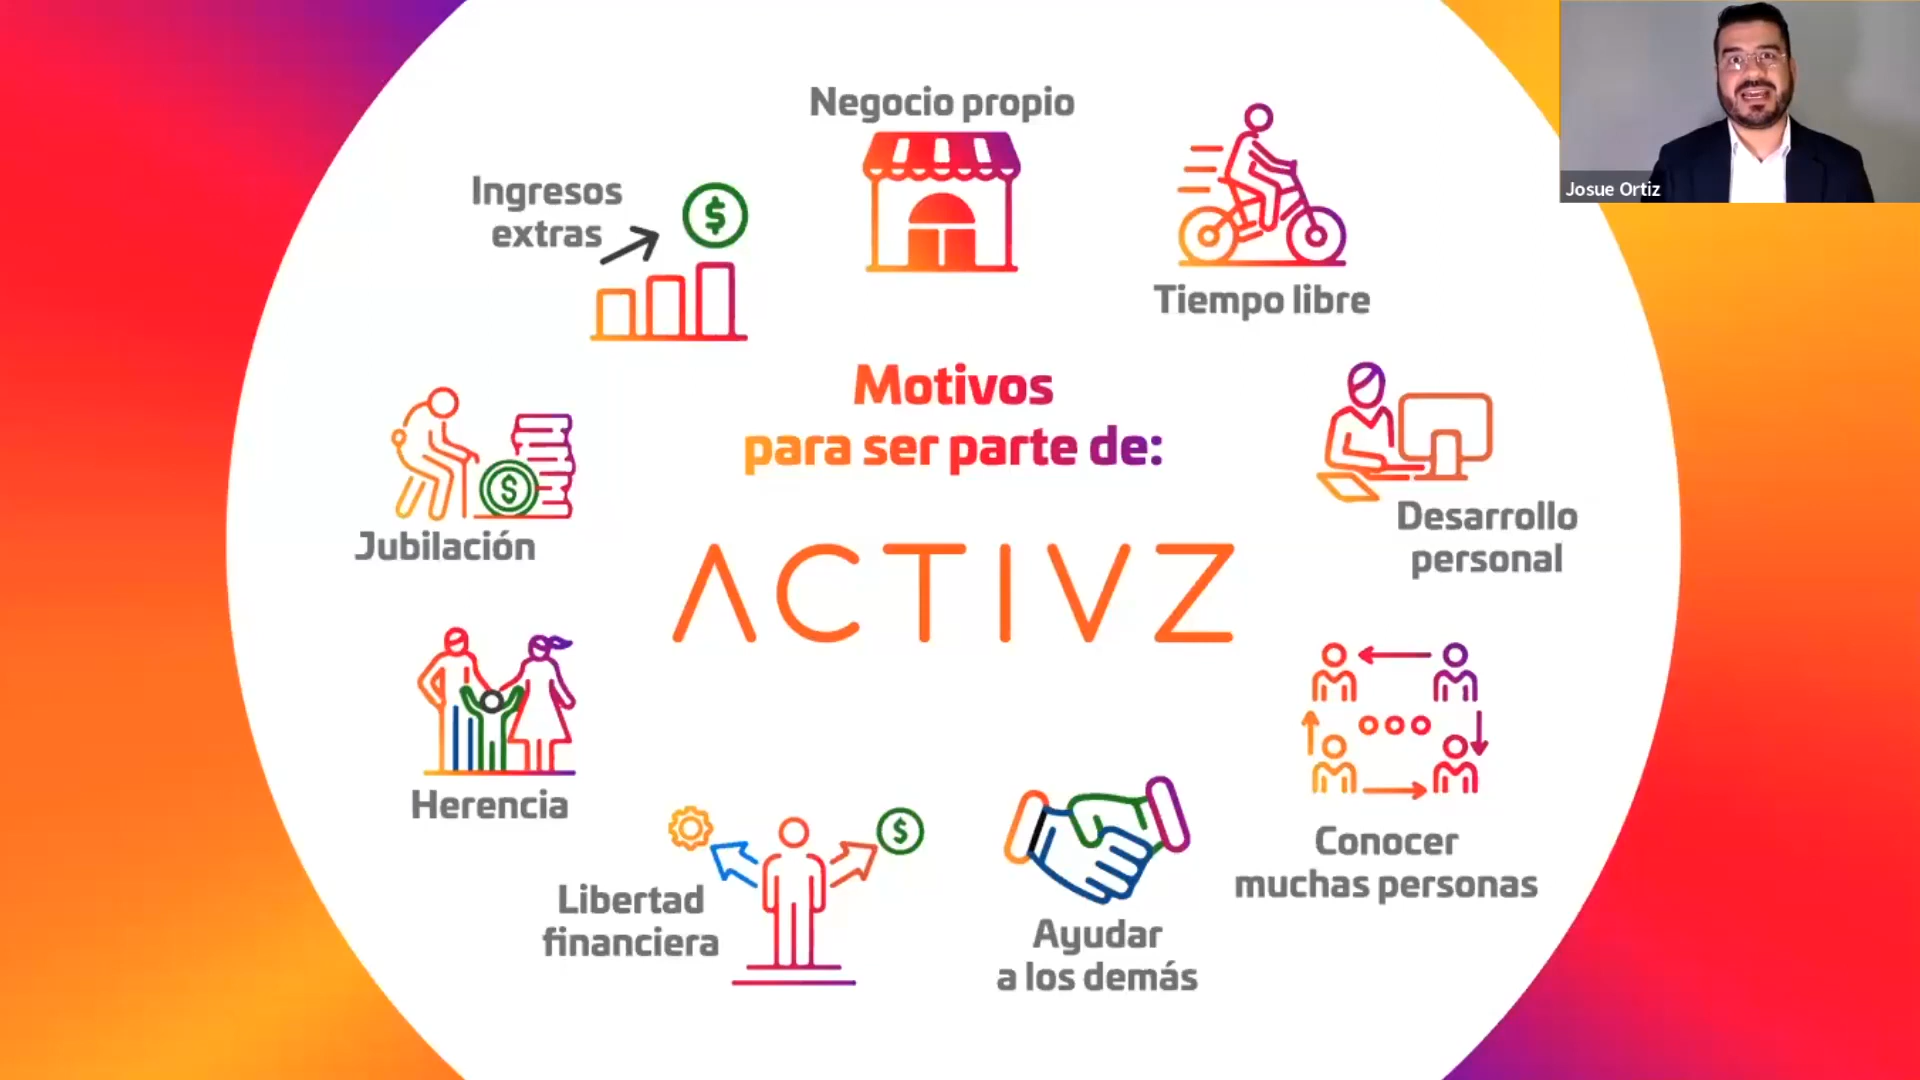 Negocio propio
Josue Ortiz
Ingresos
extras
$
Tiempo libre
Motivos
para ser parte de:
$
Jubilación
Desarrollo
personal
ACTIVZ
Herencia
$
Conocer
muchas personas
Libertad
financiera
Ayudar
a los demás